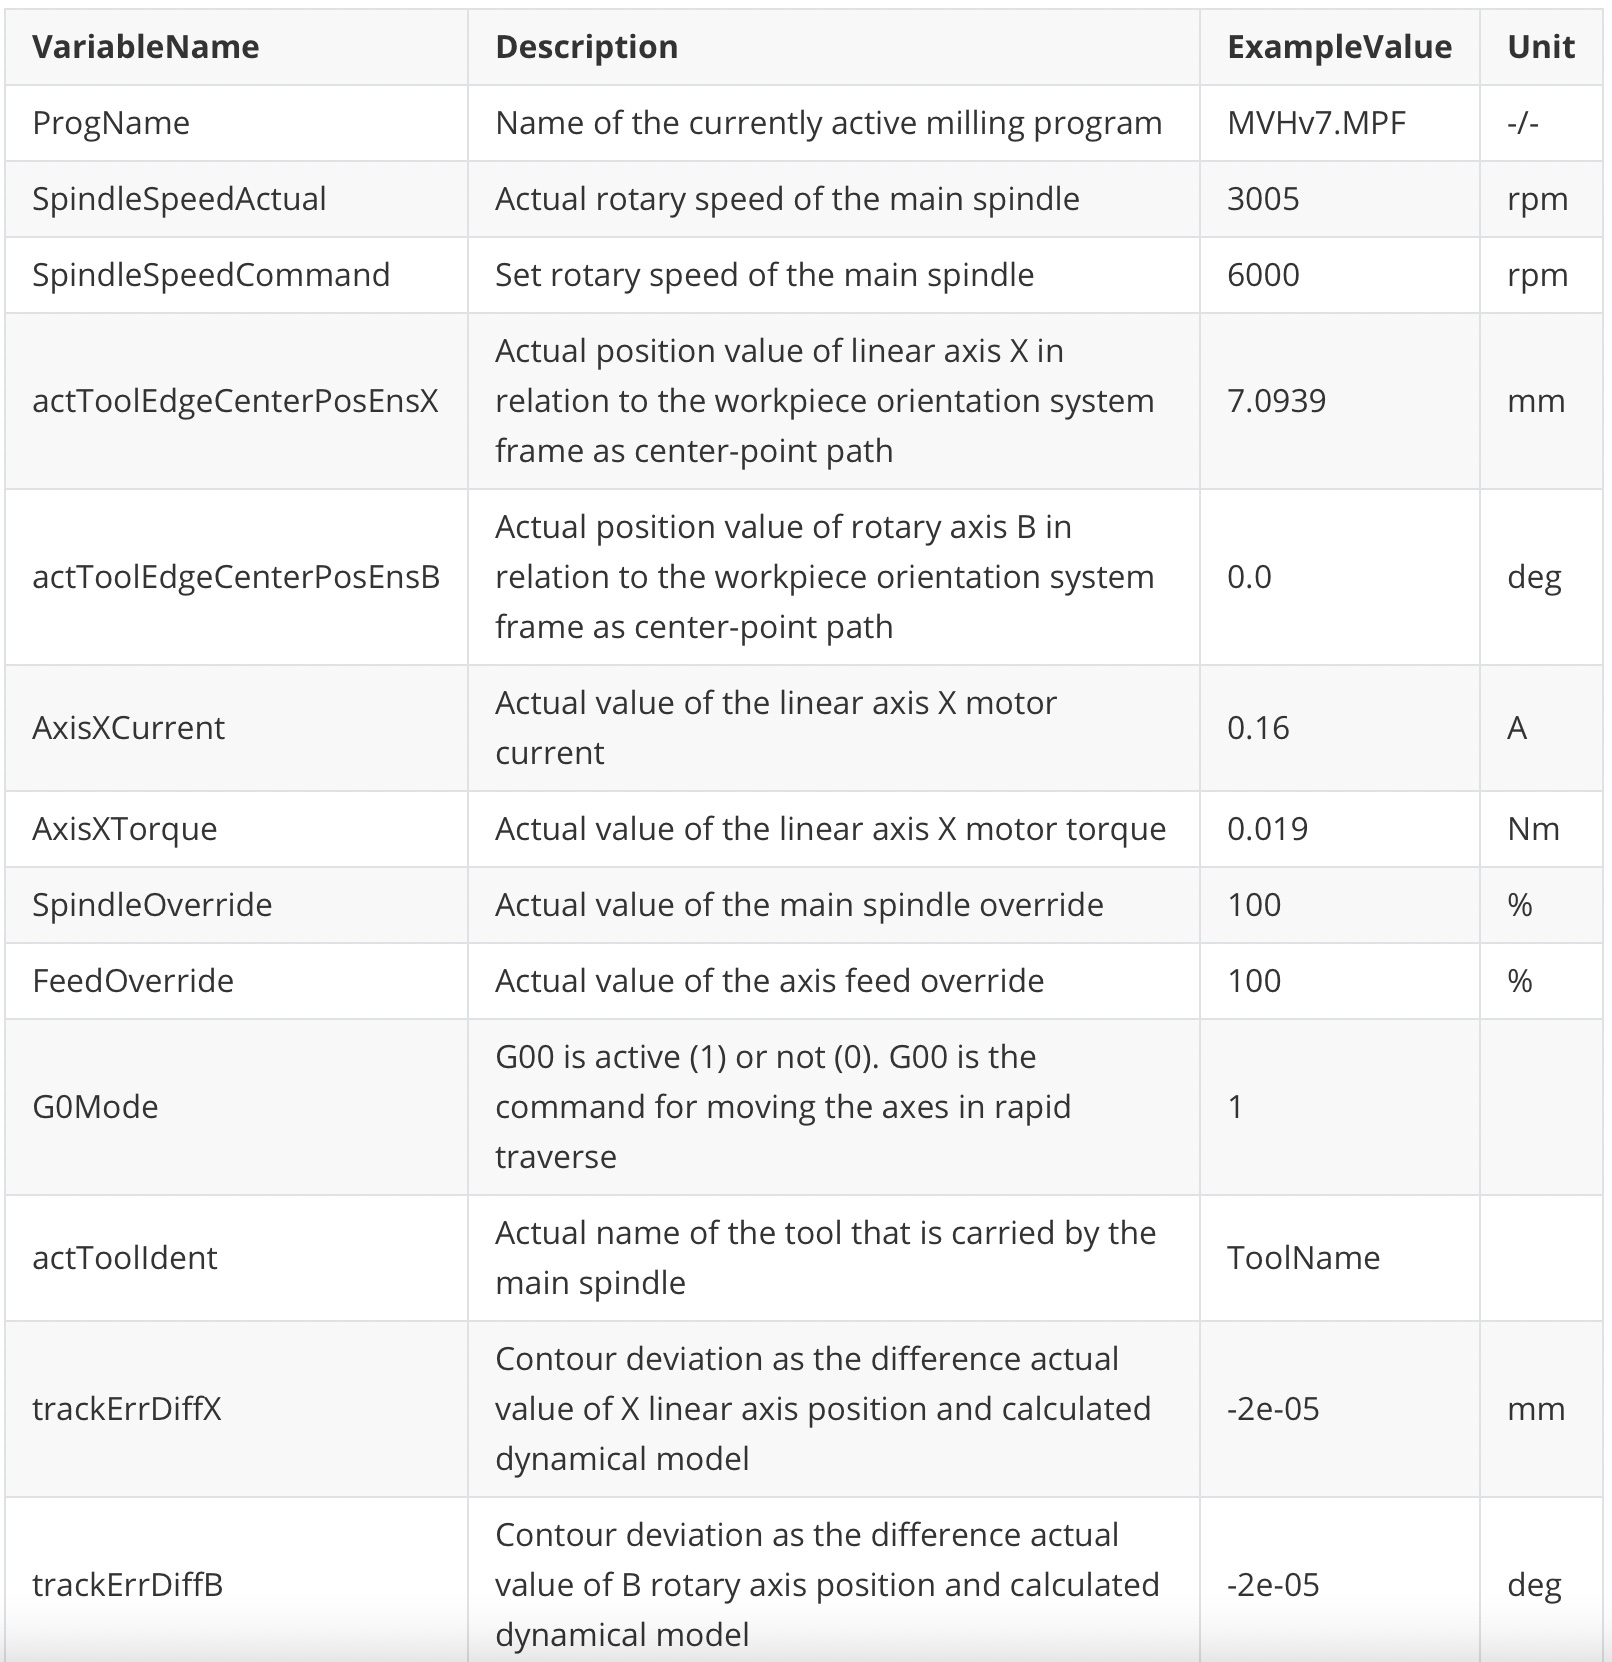 VariableName Description ExampleValue Unit
ProgName Name of the currently active milling program MVHv7.MPF -/-
SpindleSpeedActual Actual rotary speed of the main spindle 3005 rpm
SpindleSpeedCommand Set rotary speed of the main spindle 6000 rpm
Actual position value of linear axis X in
actToolEdgeCenterPosEnsX relation to the workpiece orientation system 7.0939 mm
frame as center-point path
Actual position value of rotary axis B in
actToolEdgeCenterPosEnsB relation to the workpiece orientation system 0.0 deg
frame as center-point path
AxisXCurrent Actual value of the linear axis X motor 0.16 A
current
AxisXTorque Actual value of the linear axis X motor torque 0.019 Nm
SpindleOverride Actual value of the main spindle override 100 %
FeedOverride Actual value of the axis feed override 100 %
G00 is active (1) or not (0). G00 is the
G0Mode command for moving the axes in rapid 1
traverse
actToolIdent Actual name of the tool that is carried by the ToolName
main spindle
Contour deviation as the difference actual
trackErrDiffX value of X linear axis position and calculated -2e-05 mm
dynamical model
Contour deviation as the difference actual
trackErrDiffB value of B rotary axis position and calculated -2e-05 deg
dynamical model